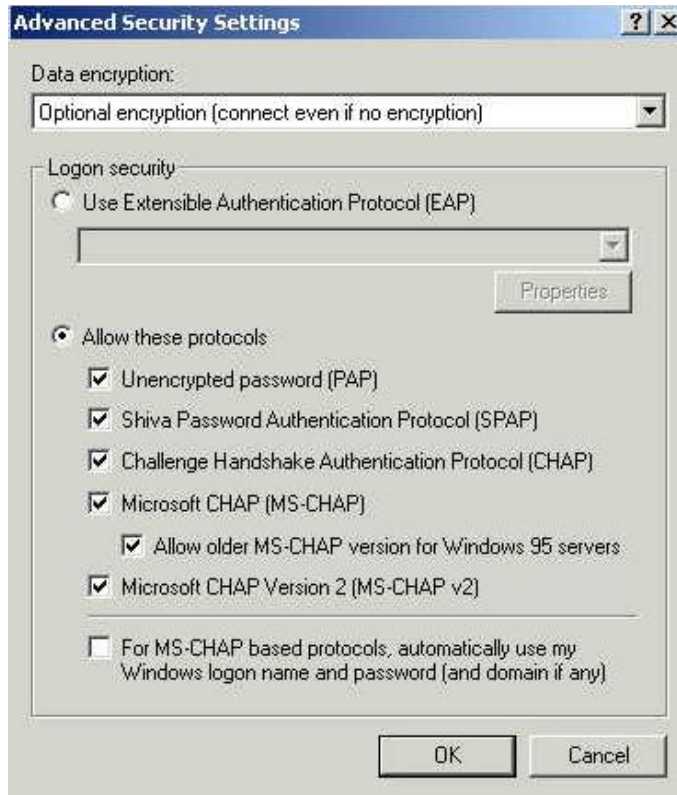 Advanced Security Settings
Data encryption:
Optional encryption (connect even if no encryption)
Logon security
Use Extensible Authentication Protocol (EAP)
Properties
Allow these protocols
Unencrypted password (PAP)
Shiva Password Authentication Protocol (SPAP)
Challenge Handshake Authentication Protocol (CHAP)
Microsoft CHAP (MS-CHAP)
Allow older MS-CHAP version for Windows 95 servers
Microsoft CHAP Version 2 (MS-CHAP v2)
For MS-CHAP based protocols, automatically use my
Windows logon name and password (and domain if any)
OK Cancel